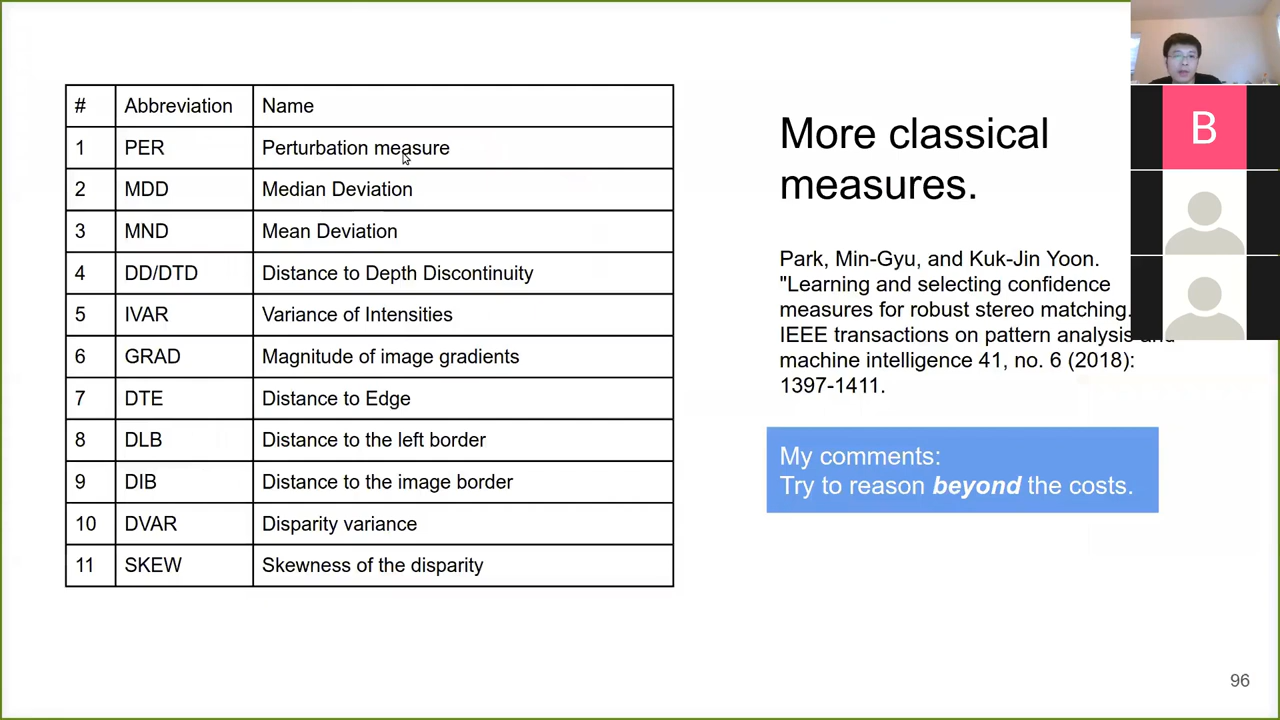 # Abbreviation Name
1 PER Perturbation measure
2 MDD Median Deviation
3 MND Mean Deviation
4 DD/DTD Distance to Depth Discontinuity
5 IVAR Variance of Intensities
6 GRAD Magnitude of image gradients
7 DTE Distance to Edge
8 DLB Distance to the left border
9 DIB Distance to the image border
10 DVAR Disparity variance
11 SKEW Skewness of the disparity
More classical
measures.
Park, Min-Gyu, and Kuk-Jin Yoon.
"Learning and selecting confidence
measures for robust stereo matching.
IEEE transactions on pattern analysis and
machine intelligence 41, no. 6 (2018):
1397-1411.
My comments:
Try to reason beyond the costs.
B
96